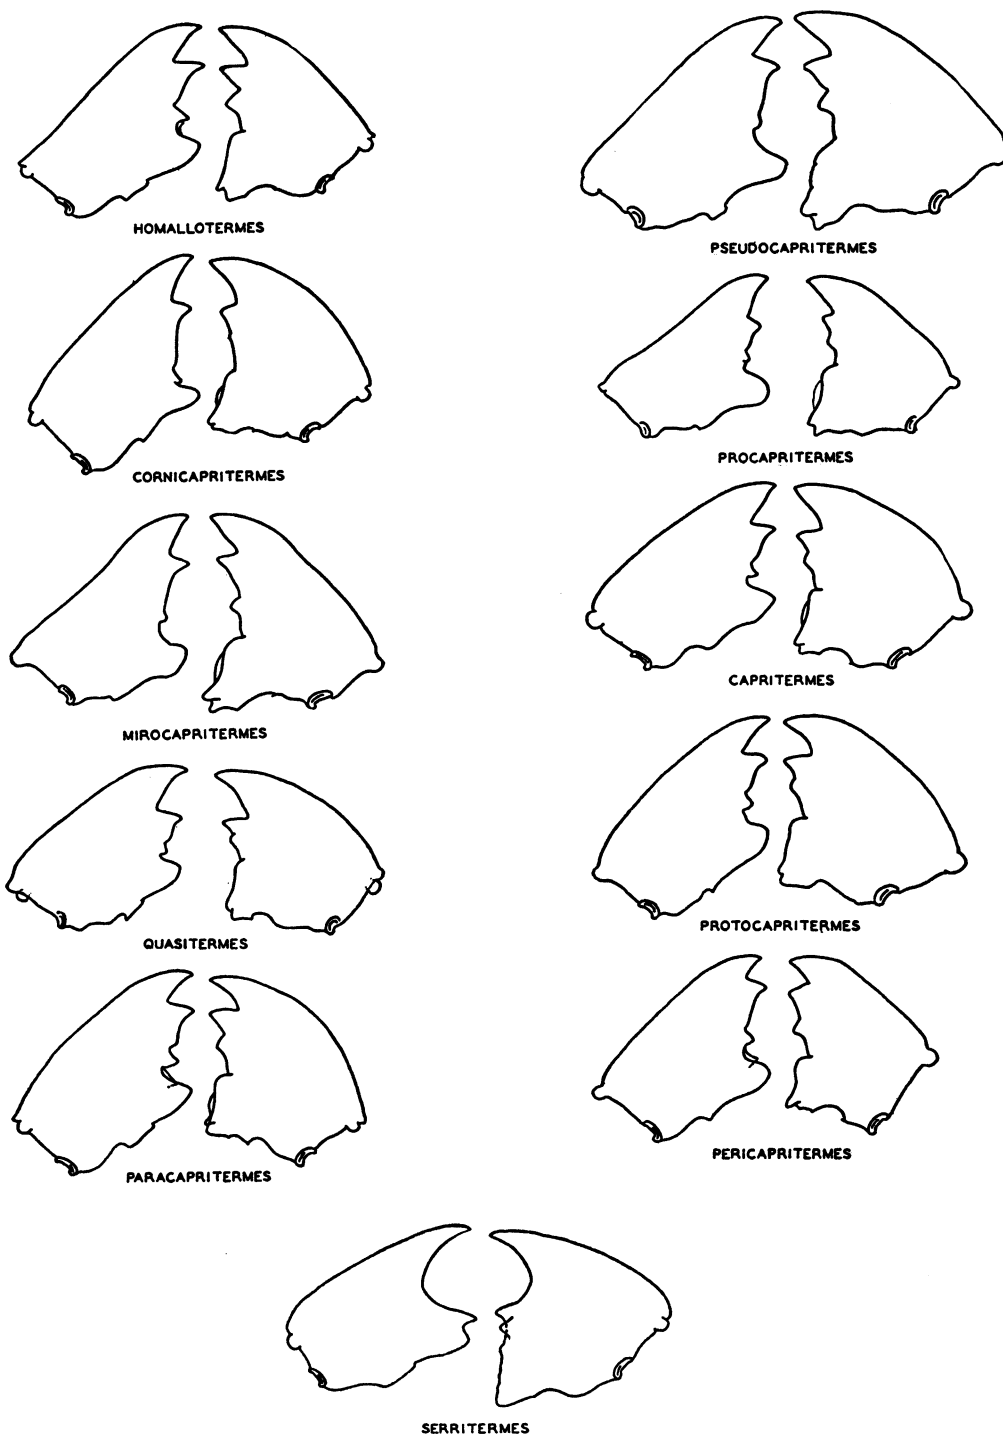 HOMALLOTERMES
PSEUDOCAPRITERMES
CORNICAPRITERMES
PROCAPRITERMES
MIROCAPRITERMES
CAPRITERMES
QUASITERMES
PROTOCAPRITERMES
PARACAPRITERMES
PERICAPRITERMES
SERRITERMES